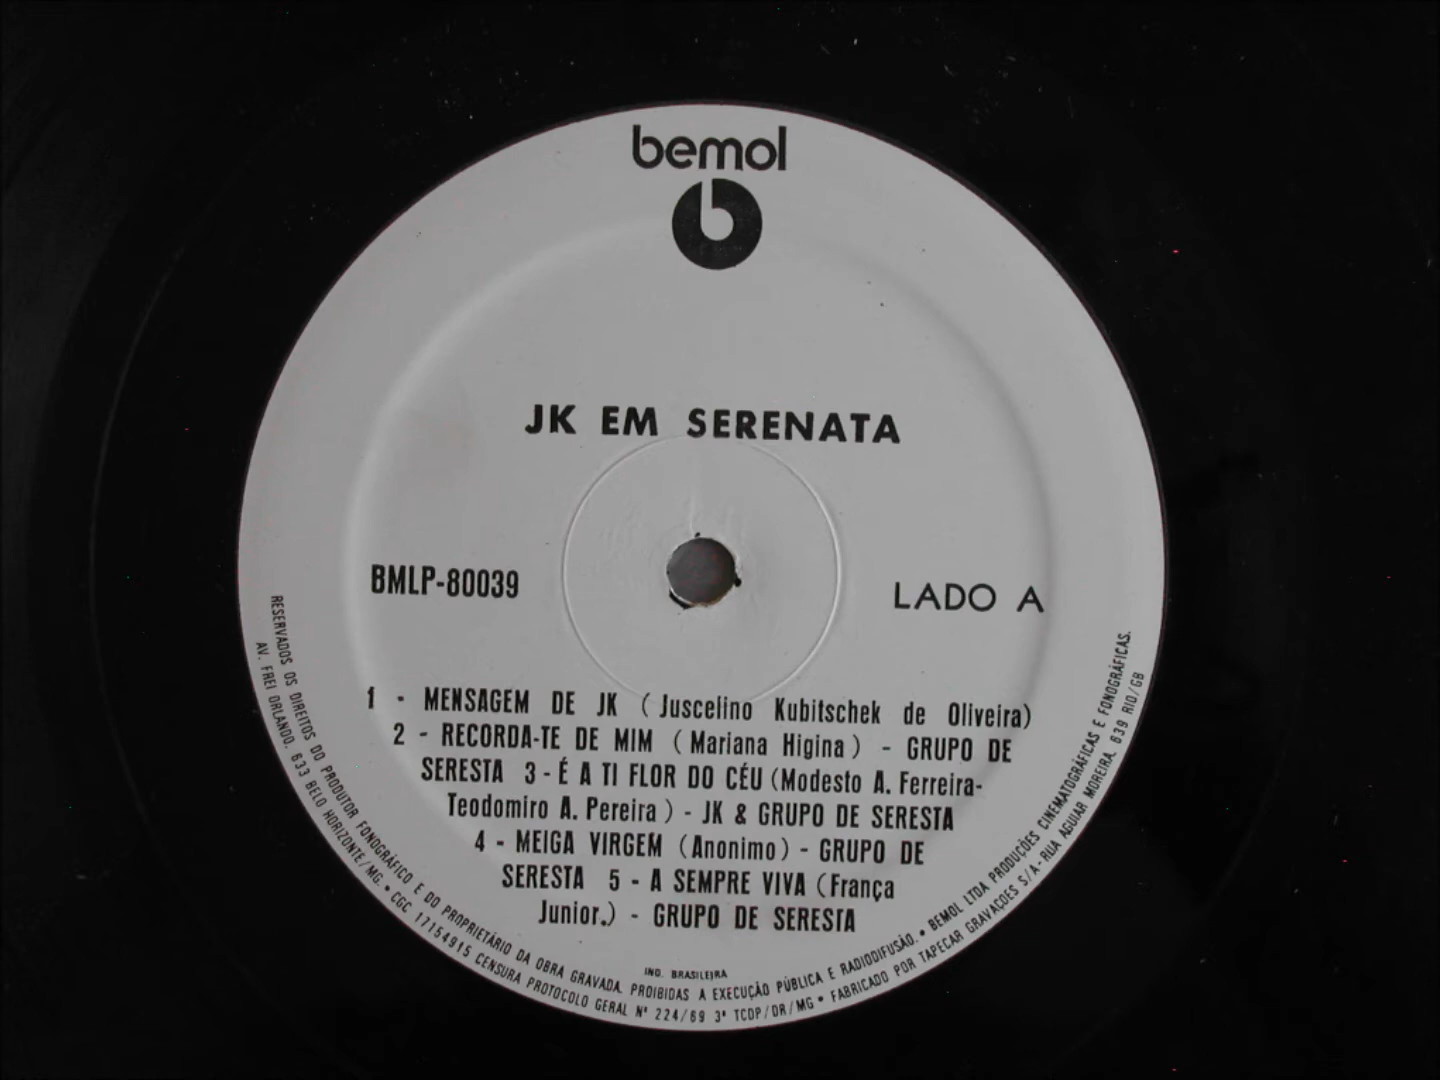 bemol
b
JK EM SERENATA
BMLP-80039
LADO A
1 - MENSAGEM DE JK (Juscelino Kubitschek de Oliveira)
2 - RECORDA-TE DE MIM (Mariana Higina) - GRUPO DE
SERESTA 3 - É A TI FLOR DO CÉU (Modesto A. Ferreira-
Teodomiro A. Pereira) - JK & GRUPO DE SERESTA
4 - MEIGA VIRGEM (Anonimo) - GRUPO DE
SERESTA 5 - A SEMPRE VIVA (França
Junior.) - GRUPO DE SERESTA
IND. BRASILEIRA
RESERVADOS OS DIREITOS DO PRODUTOR FONOGRÁFICO E DO PROPRIETÁRIO DA OBRA GRAVADA. PROIBIDAS A EXECUÇÃO PÚBLICA E RADIODIFUSÃO. • BEMOL LTDA PRODUÇÕES CINEMATOGRÁFICAS E FONOGRÁFICAS.
AV. FREI ORLANDO. 633 BELO HORIZONTE/MG. • CGC 17154915 CENSURA PROTOCOLO GERAL Nº 224/69 3ª TCDP/DR/MG • FABRICADO POR TAPECAR GRAVAÇÕES S/A - RUA AGUIAR MOREIRA. 639 RIO/GB